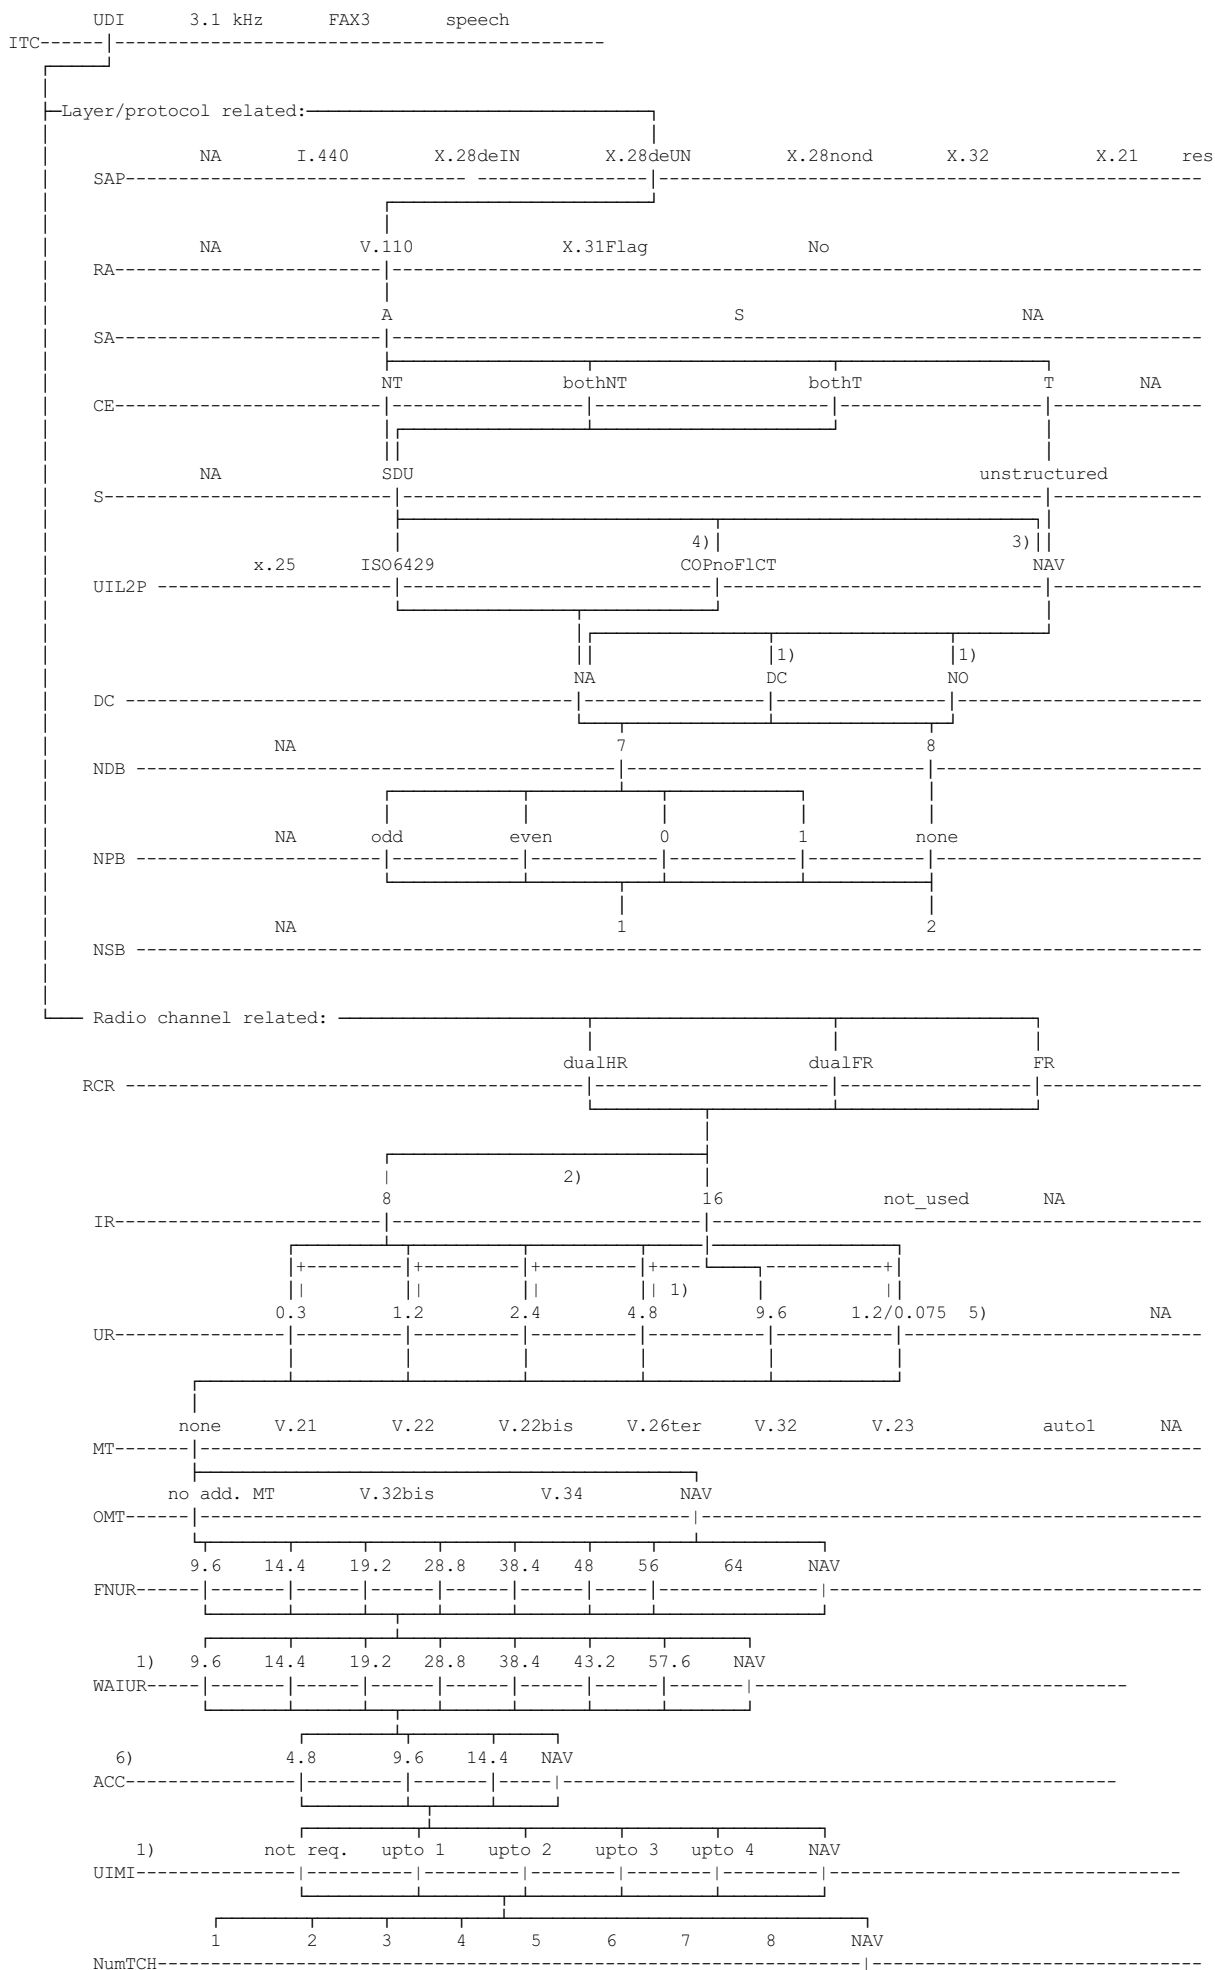 UDI 3.1 kHz FAX3 speech
ITC
Layer/protocol related:
NA I.440 X.28deIN X.28deUN X.28nond X.32 X.21 res
SAP
NA V.110 X.31Flag No
RA
A S NA
SA
NT bothNT bothT T NA
CE
NA SDU unstructured
S
4) 3)
x.25 ISO6429 COPnoFlCT NAV
UIL2P
1) 1)
NA DC NO
DC
NA 7 8
NDB
NA odd even 0 1 none
NPB
NA 1 2
NSB
Radio channel related:
dualHR dualFR FR
RCR
2)
8 16 not_used NA
IR
1)
0.3 1.2 2.4 4.8 9.6 1.2/0.075 5) NA
UR
none V.21 V.22 V.22bis V.26ter V.32 V.23 auto1 NA
MT
no add. MT V.32bis V.34 NAV
OMT
9.6 14.4 19.2 28.8 38.4 48 56 64 NAV
FNUR
1) 9.6 14.4 19.2 28.8 38.4 43.2 57.6 NAV
WAIUR
6) 4.8 9.6 14.4 NAV
ACC
1) not req. upto 1 upto 2 upto 3 upto 4 NAV
UIMI
1 2 3 4 5 6 7 8 NAV
NumTCH